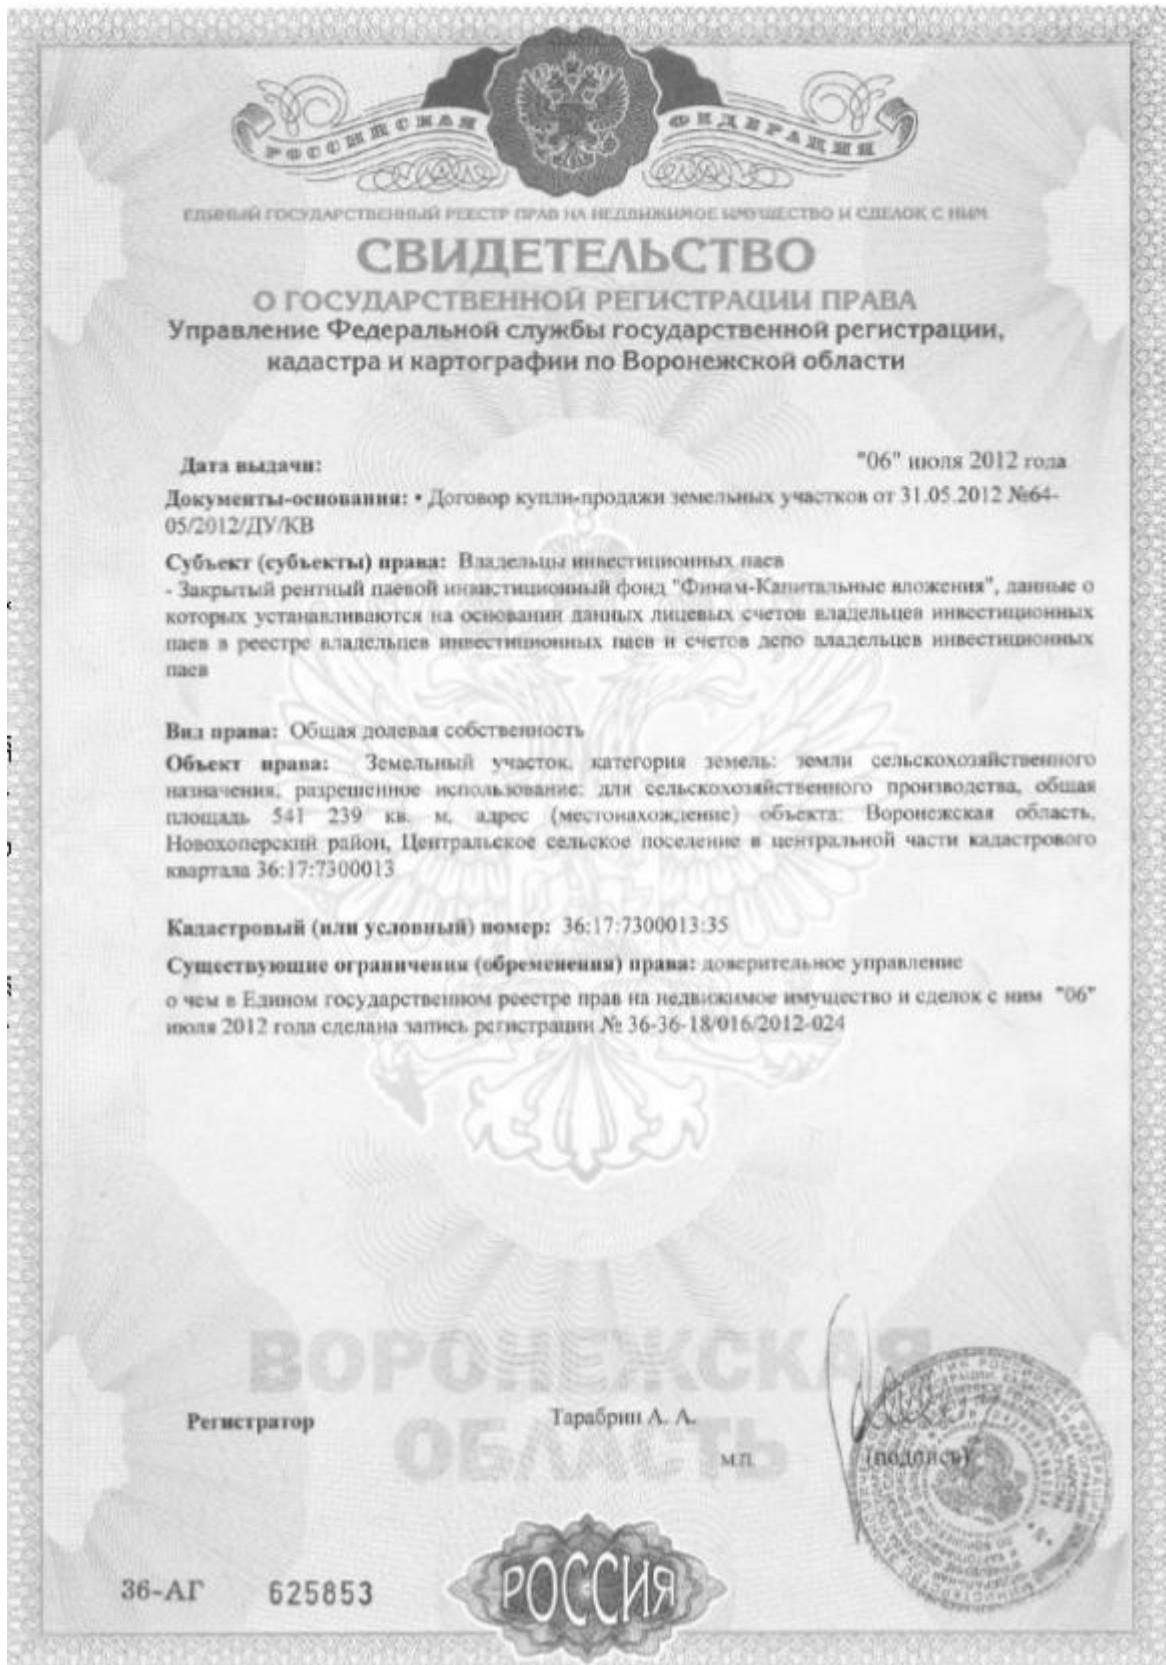 РОССИЙСКАЯ ФЕДЕРАЦИЯ
ЕДИНЫЙ ГОСУДАРСТВЕННЫЙ РЕЕСТР ПРАВ НА НЕДВИЖИМОЕ ИМУЩЕСТВО И СДЕЛОК С НИМ
СВИДЕТЕЛЬСТВО
О ГОСУДАРСТВЕННОЙ РЕГИСТРАЦИИ ПРАВА
Управление Федеральной службы государственной регистрации,
кадастра и картографии по Воронежской области
Дата выдачи: "06" июля 2012 года
Документы-основания: • Договор купли-продажи земельных участков от 31.05.2012 №64-
05/2012/ДУ/КВ
Субъект (субъекты) права: Владельцы инвестиционных паев
- Закрытый рентный паевой инвестиционный фонд "Финам-Капитальные вложения", данные о
которых устанавливаются на основании данных лицевых счетов владельцев инвестиционных
паев в реестре владельцев инвестиционных паев и счетов депо владельцев инвестиционных
паев
Вид права: Общая долевая собственность
Объект права: Земельный участок, категория земель: земли сельскохозяйственного
назначения, разрешенное использование: для сельскохозяйственного производства, общая
площадь 541 239 кв. м, адрес (местонахождение) объекта: Воронежская область,
Новохоперский район, Центральское сельское поселение в центральной части кадастрового
квартала 36:17:7300013
Кадастровый (или условный) номер: 36:17:7300013:35
Существующие ограничения (обременения) права: доверительное управление
о чем в Едином государственном реестре прав на недвижимое имущество и сделок с ним "06"
июля 2012 года сделана запись регистрации № 36-36-18/016/2012-024
ВОРОНЕЖСКАЯ
ОБЛАСТЬ
Регистратор Тарабрин А. А.
м.п. (подпись)
36-АГ 625853
РОССИЯ